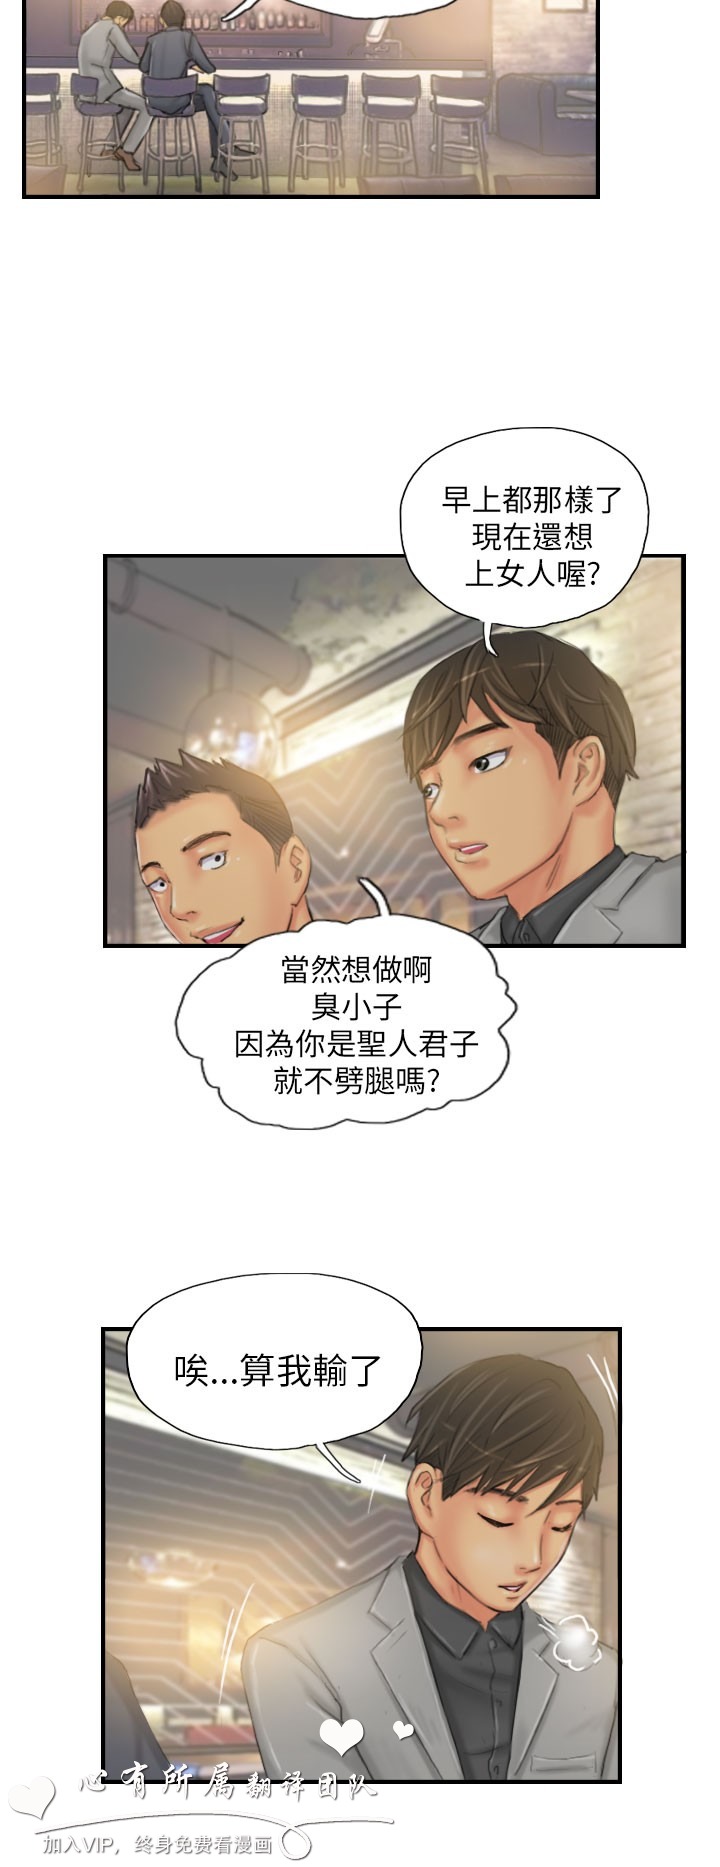 早上都那樣了
現在還想
上女人喔?
當然想做啊
臭小子
因為你是聖人君子
就不劈腿嗎?
唉...算我輸了
心有所属翻译团队
加入VIP，终身免费看漫画